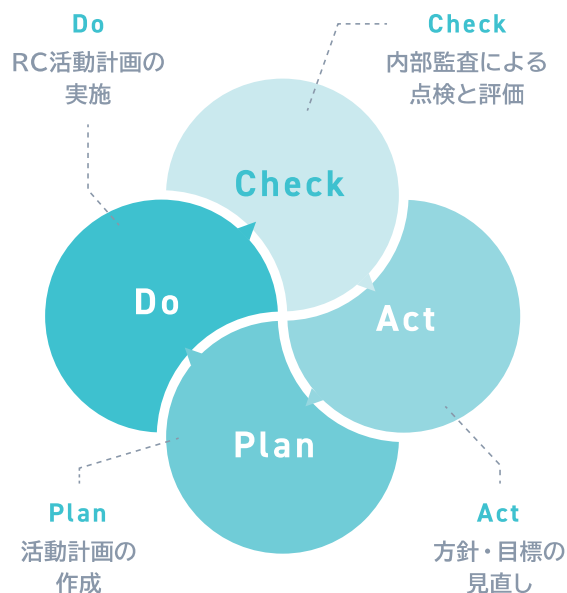 Do
RC活動計画の
実施
Check
内部監査による
点検と評価
Check
Do
Act
Plan
Plan
活動計画の
作成
Act
方針・目標の
見直し